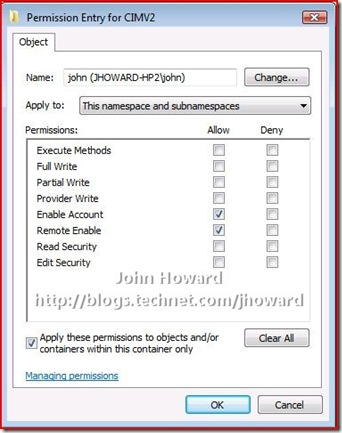 Permission Entry for CIMV2
Object
Name: john (JHOWARD-HP2\john) Change...
Apply to: This namespace and subnamespaces
Permissions: Allow Deny
Execute Methods
Full Write
Partial Write
Provider Write
Enable Account
Remote Enable
Read Security
Edit Security
John Howard
http://blogs.technet.com/jhoward
Apply these permissions to objects and/or
containers within this container only
Clear All
Managing permissions
OK Cancel